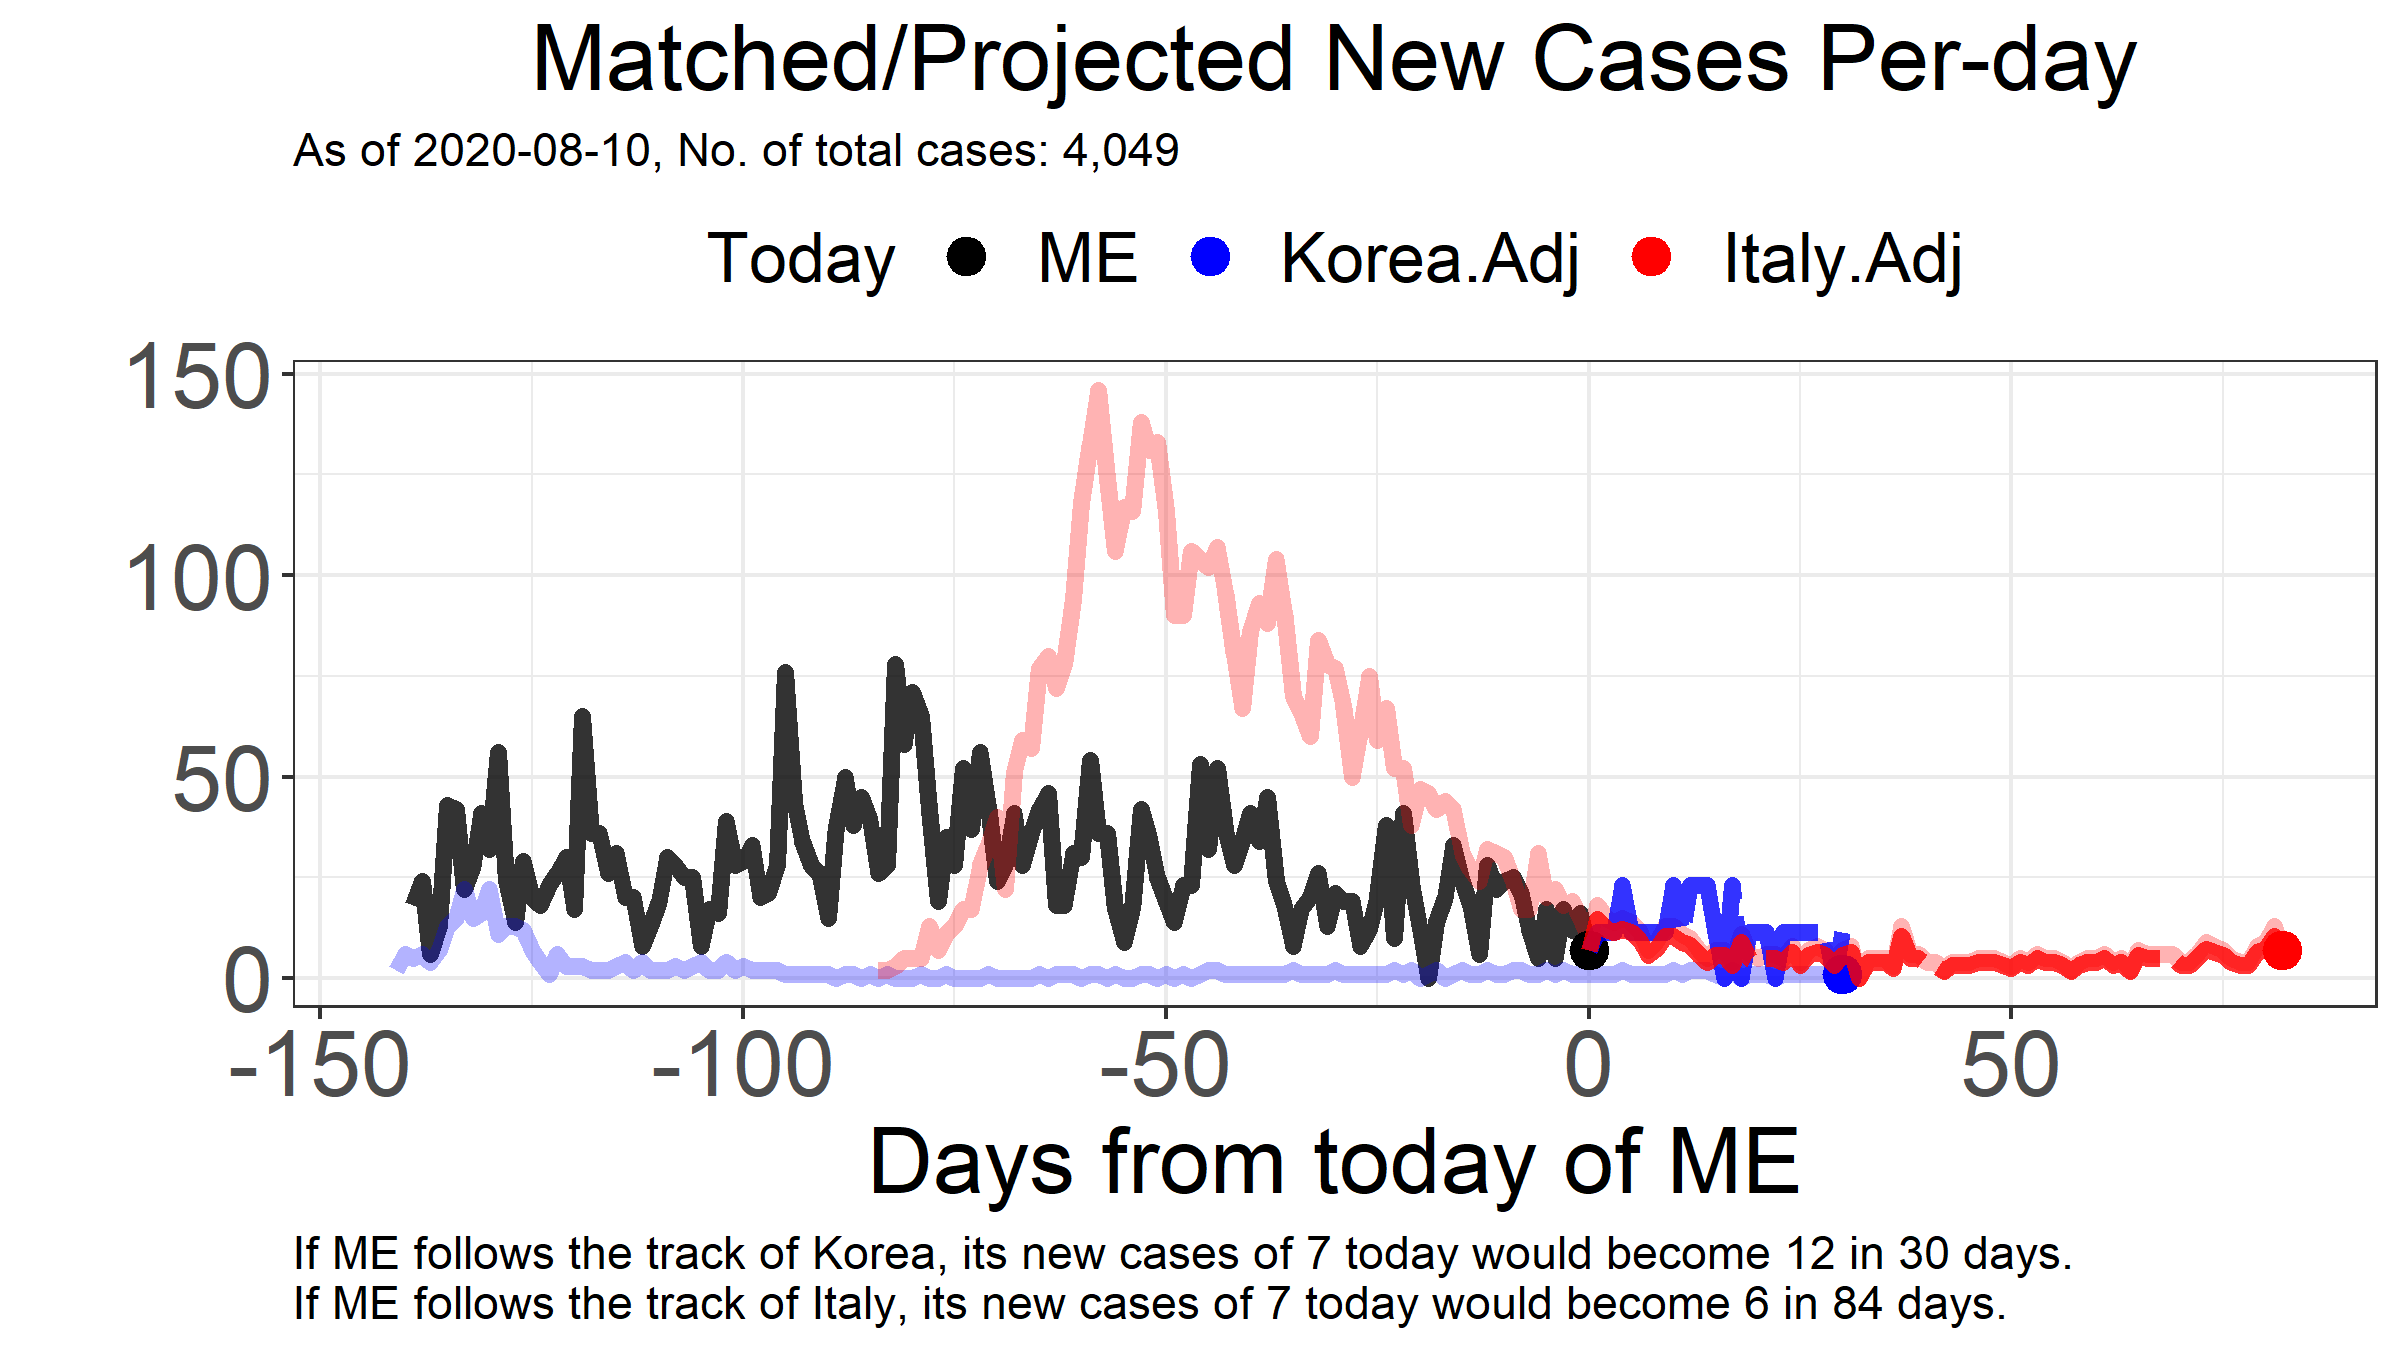 Matched/Projected New Cases Per-day
As of 2020-08-10, No. of total cases: 4,049
Today ME Korea.Adj Italy.Adj
150
100
50
0
-150 -100 -50 0 50
Days from today of ME
If ME follows the track of Korea, its new cases of 7 today would become 12 in 30 days.
If ME follows the track of Italy, its new cases of 7 today would become 6 in 84 days.